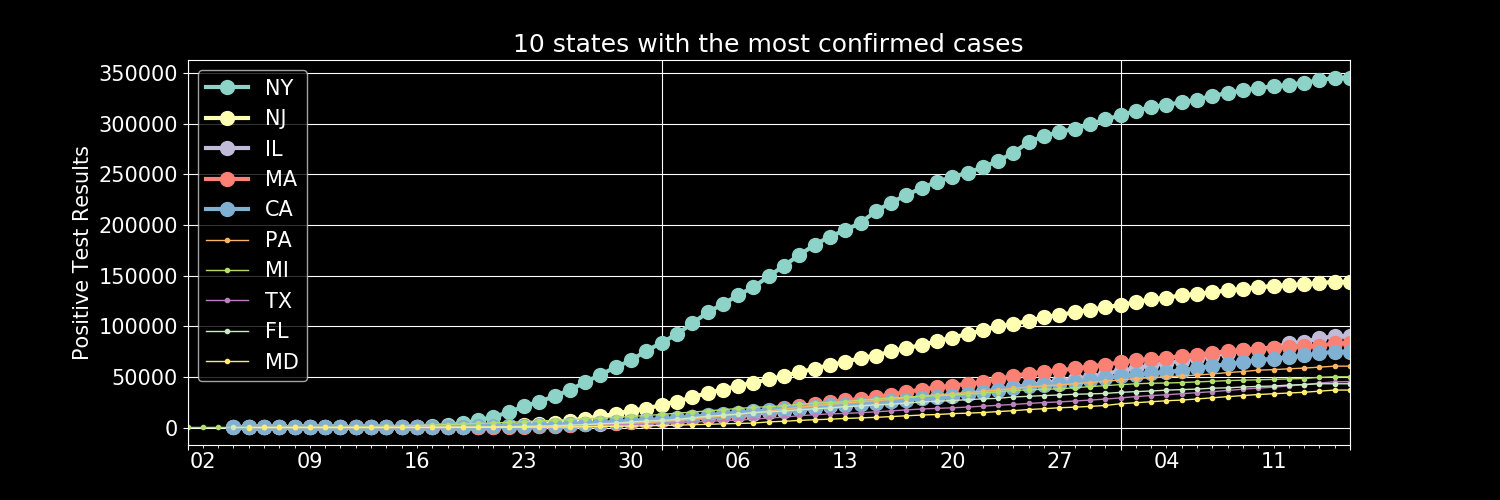 10 states with the most confirmed cases
Positive Test Results
350000
300000
250000
200000
150000
100000
50000
0
NY
NJ
IL
MA
CA
PA
MI
TX
FL
MD
02 09 16 23 30 06 13 20 27 04 11